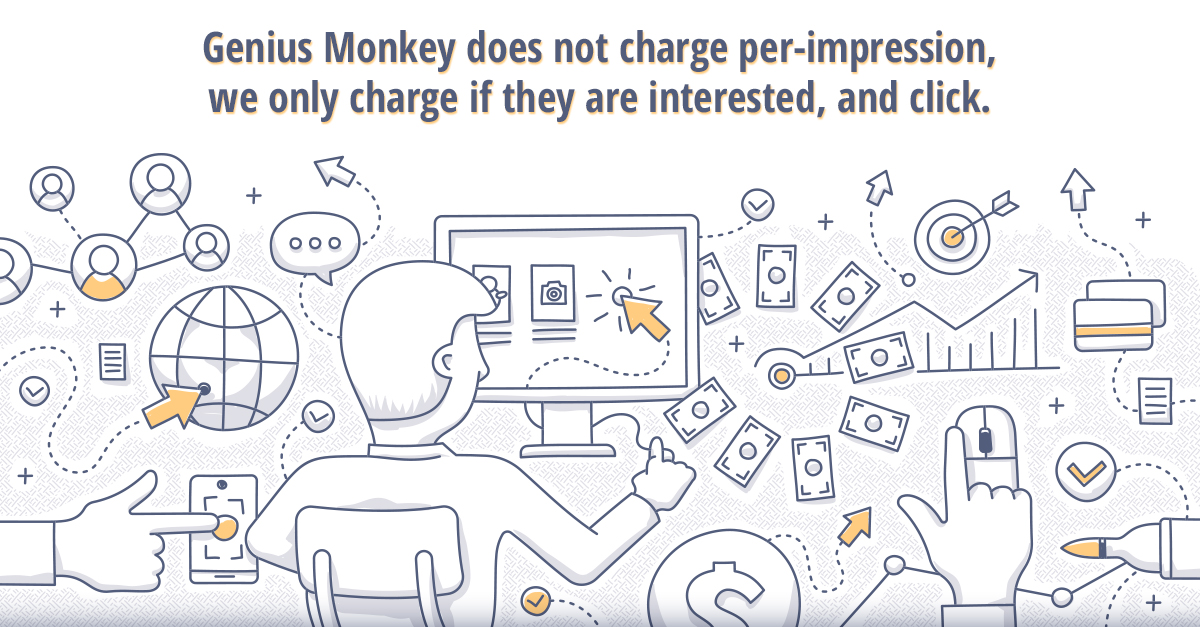 Genius Monkey does not charge per-impression,
we only charge if they are interested, and click.
$